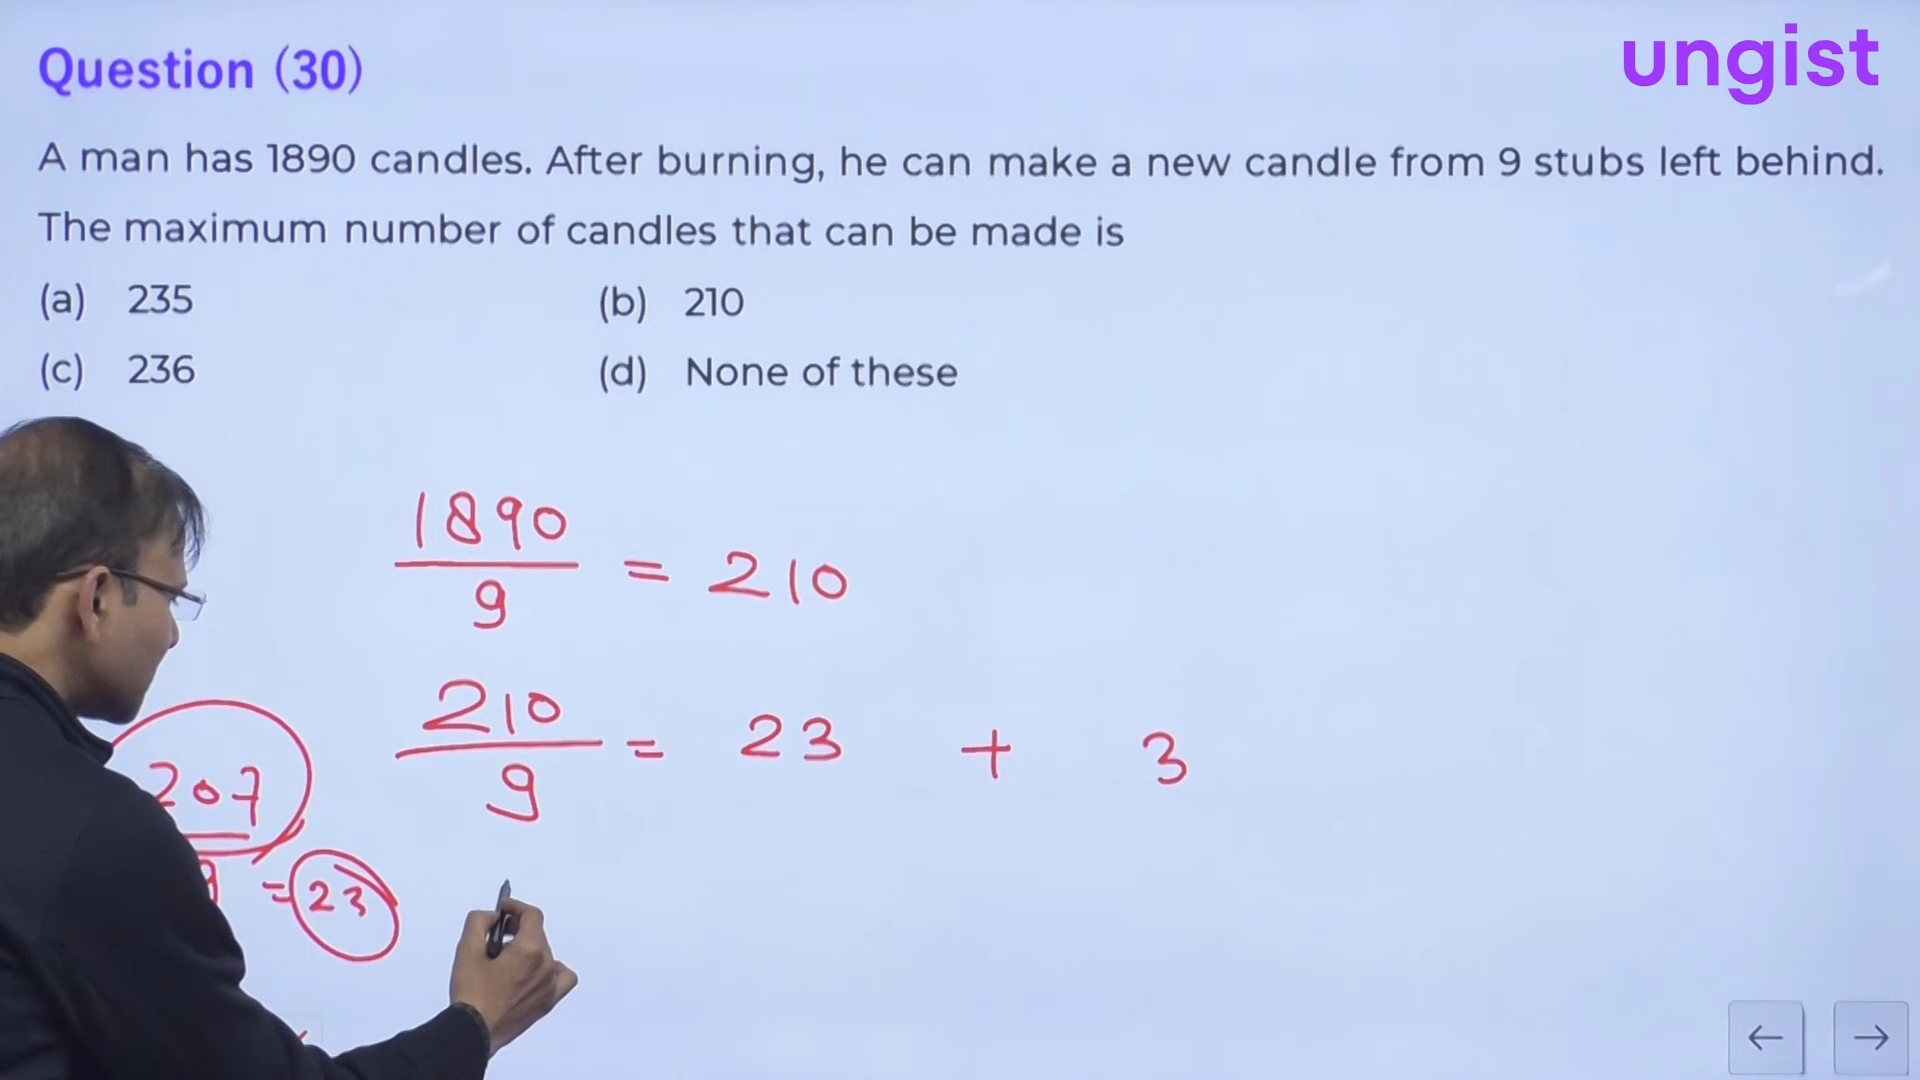 Question (30)
ungist
A man has 1890 candles. After burning, he can make a new candle from 9 stubs left behind.
The maximum number of candles that can be made is
(a) 235 (b) 210
(c) 236 (d) None of these
1890
9
= 210
210
9
= 23 + 3
207
9
= 23